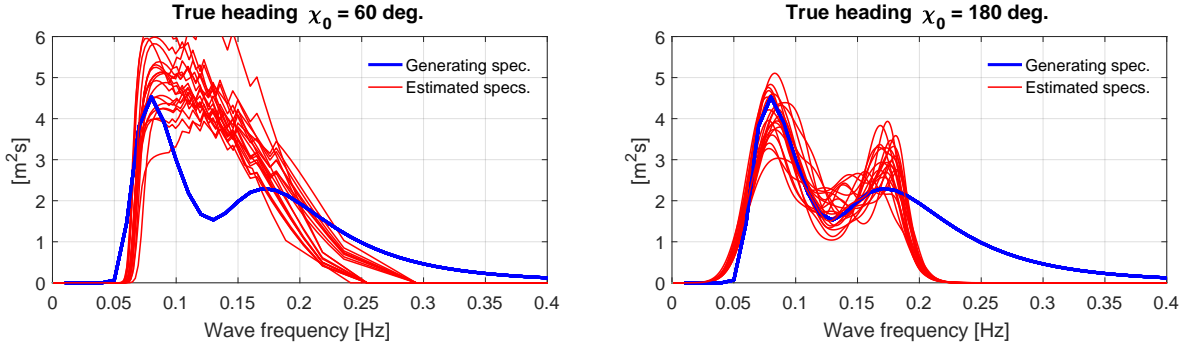 True heading χ0 = 60 deg.
6
5
4
3
2
1
0
[m²s]
Generating spec.
Estimated specs.
0 0.05 0.1 0.15 0.2 0.25 0.3 0.35 0.4
Wave frequency [Hz]
True heading χ0 = 180 deg.
6
5
4
3
2
1
0
[m²s]
Generating spec.
Estimated specs.
0 0.05 0.1 0.15 0.2 0.25 0.3 0.35 0.4
Wave frequency [Hz]